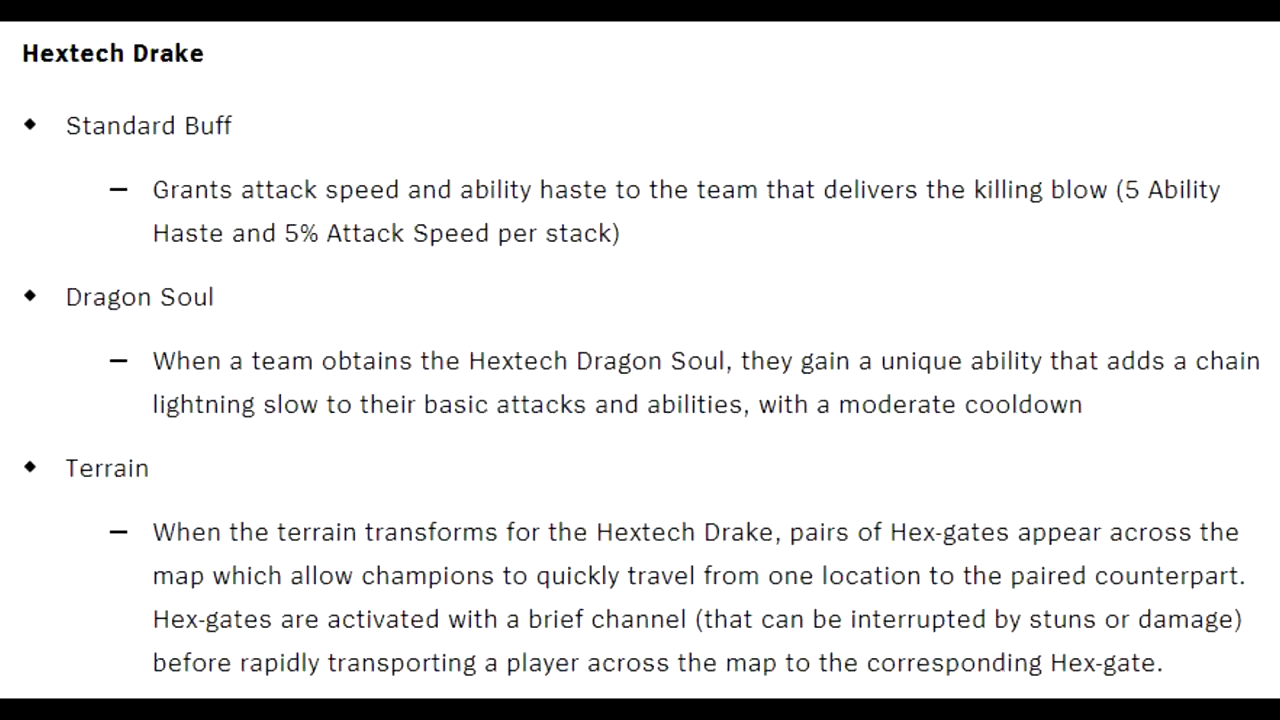 Hextech Drake
◆ Standard Buff
— Grants attack speed and ability haste to the team that delivers the killing blow (5 Ability
Haste and 5% Attack Speed per stack)
◆ Dragon Soul
— When a team obtains the Hextech Dragon Soul, they gain a unique ability that adds a chain
lightning slow to their basic attacks and abilities, with a moderate cooldown
◆ Terrain
— When the terrain transforms for the Hextech Drake, pairs of Hex-gates appear across the
map which allow champions to quickly travel from one location to the paired counterpart.
Hex-gates are activated with a brief channel (that can be interrupted by stuns or damage)
before rapidly transporting a player across the map to the corresponding Hex-gate.